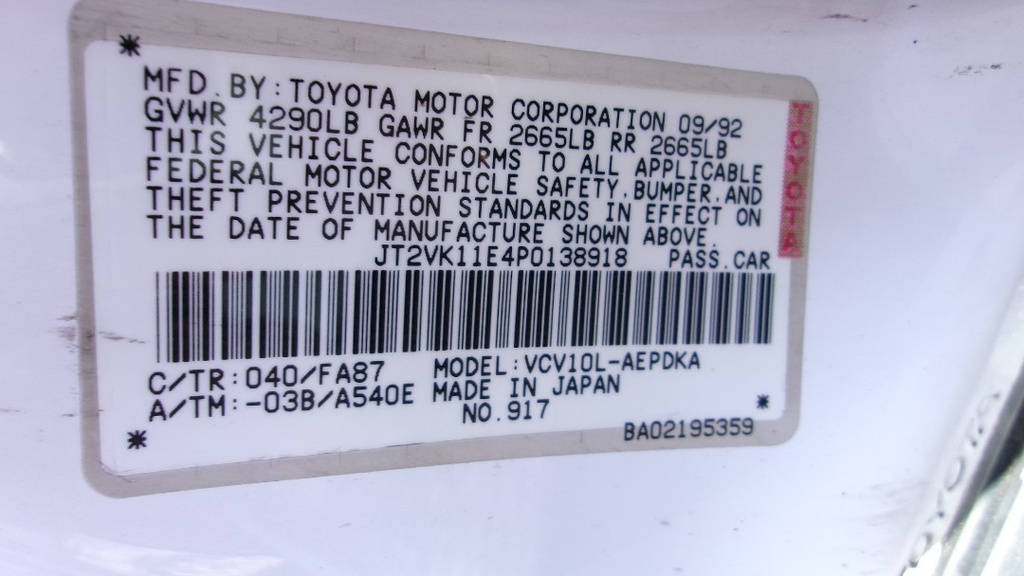 MFD. BY: TOYOTA MOTOR CORPORATION 09/92
GVWR 4290LB GAWR FR 2665LB RR 2665LB
THIS VEHICLE CONFORMS TO ALL APPLICABLE
FEDERAL MOTOR VEHICLE SAFETY, BUMPER, AND
THEFT PREVENTION STANDARDS IN EFFECT ON
THE DATE OF MANUFACTURE SHOWN ABOVE.
JT2VK11E4P0138918 PASS. CAR
TOYOTA
C/TR: 040/FA87 MODEL: VCV10L-AEPDKA
A/TM: -03B/A540E MADE IN JAPAN
NO. 917
BA02195359
TOYOTA